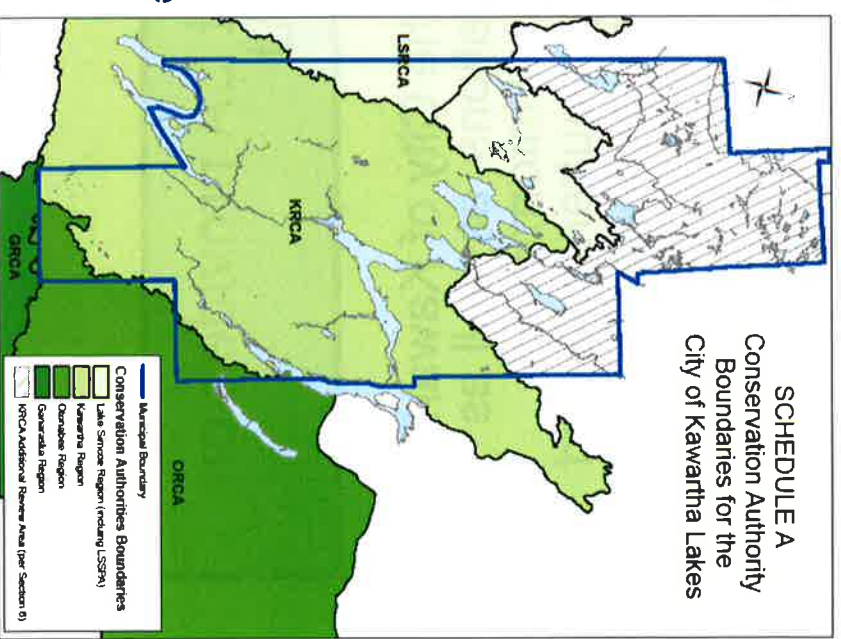 SCHEDULE A
Conservation Authority
Boundaries for the
City of Kawartha Lakes
LSRCA
KRCA
GRCA
ORCA
Municipal Boundary
Conservation Authorities Boundaries
Lake Simcoe Region (incluing LSSPA)
Kawartha Region
Otonabee Region
Ganaraska Region
KRCA Additional Review Area (per Section 6)